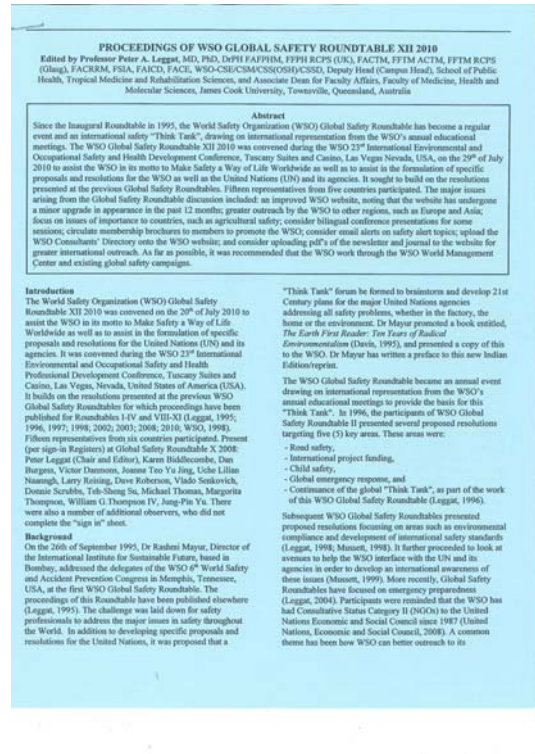 PROCEEDINGS OF WSO GLOBAL SAFETY ROUNDTABLE XII 2010
Edited by Professor Peter A. Leggat, MD, PhD, DrPH FAFPHM, FFPH RCPS (UK), FACTM, FFTM ACTM, FFTM RCPS
(Glasg), FACRRM, FSIA, FAICD, FACE, WSO-CSE/CSM/CSS(OSH)/CSSD, Deputy Head (Campus Head), School of Public
Health, Tropical Medicine and Rehabilitation Sciences, and Associate Dean for Faculty Affairs, Faculty of Medicine, Health and
Molecular Sciences, James Cook University, Townsville, Queensland, Australia
Abstract
Since the Inaugural Roundtable in 1995, the World Safety Organization (WSO) Global Safety Roundtable has become a regular
event and an international safety "Think Tank", drawing on international representation from the WSO's annual educational
meetings. The WSO Global Safety Roundtable XII 2010 was convened during the WSO 23rd International Environmental and
Occupational Safety and Health Development Conference, Tuscany Suites and Casino, Las Vegas Nevada, USA, on the 29th of July
2010 to assist the WSO in its motto to Make Safety a Way of Life Worldwide as well as to assist in the formulation of specific
proposals and resolutions for the WSO as well as the United Nations (UN) and its agencies. It sought to build on the resolutions
presented at the previous Global Safety Roundtables. Fifteen representatives from five countries participated. The major issues
arising from the Global Safety Roundtable discussion included: an improved WSO website, noting that the website has undergone
a minor upgrade in appearance in the past 12 months; greater outreach by the WSO to other regions, such as Europe and Asia;
focus on issues of importance to countries, such as agricultural safety; consider bilingual conference presentations for some
sessions; circulate membership brochures to members to promote the WSO; consider email alerts on safety alert topics; upload the
WSO Consultants' Directory onto the WSO website; and consider uploading pdf's of the newsletter and journal to the website for
greater international outreach. As far as possible, it was recommended that the WSO work through the WSO World Management
Center and existing global safety campaigns.
Introduction
The World Safety Organization (WSO) Global Safety
Roundtable XII 2010 was convened on the 20th of July 2010 to
assist the WSO in its motto to Make Safety a Way of Life
Worldwide as well as to assist in the formulation of specific
proposals and resolutions for the United Nations (UN) and its
agencies. It was convened during the WSO 23rd International
Environmental and Occupational Safety and Health
Professional Development Conference, Tuscany Suites and
Casino, Las Vegas, Nevada, United States of America (USA).
It builds on the resolutions presented at the previous WSO
Global Safety Roundtables for which proceedings have been
published for Roundtables I-IV and VIII-XI (Leggat, 1995;
1996, 1997; 1998, 2002; 2003; 2008; 2010; WSO, 1998).
Fifteen representatives from six countries participated. Present
(per sign-in Registers) at Global Safety Roundtable X 2008:
Peter Leggat (Chair and Editor), Karen Biddlecombe, Dan
Burgess, Victor Dammons, Joanne Teo Yu Jing, Uche Lilian
Naanagh, Larry Reising, Dave Roberson, Vlado Senkovich,
Donnie Scrubbs, Teh-Sheng Su, Michael Thomas, Margorita
Thompson, William G.Thompson IV, Jung-Pin Yu. There
were also a number of additional observers, who did not
complete the "sign in" sheet.
Background
On the 26th of September 1995, Dr Rashmi Mayur, Director of
the International Institute for Sustainable Future, based in
Bombay, addressed the delegates of the WSO 6th World Safety
and Accident Prevention Congress in Memphis, Tennessee,
USA, at the first WSO Global Safety Roundtable. The
proceedings of this Roundtable have been published elsewhere
(Leggat, 1995). The challenge was laid down for safety
professionals to address the major issues in safety throughout
the World. In addition to developing specific proposals and
resolutions for the United Nations, it was proposed that a
"Think Tank" forum be formed to brainstorm and develop 21st
Century plans for the major United Nations agencies
addressing all safety problems, whether in the factory, the
home or the environment. Dr Mayur promoted a book entitled,
The Earth First Reader: Ten Years of Radical
Environmentalism (Davis, 1995), and presented a copy of this
to the WSO. Dr Mayur has written a preface to this new Indian
Edition/reprint.
The WSO Global Safety Roundtable became an annual event
drawing on international representation from the WSO's
annual educational meetings to provide the basis for this
"Think Tank". In 1996, the participants of WSO Global
Safety Roundtable II presented several proposed resolutions
targeting five (5) key areas. These areas were:
- Road safety,
- International project funding,
- Child safety,
- Global emergency response, and
- Continuance of the global "Think Tank", as part of the work
of this WSO Global Safety Roundtable (Leggat, 1996).
Subsequent WSO Global Safety Roundtables presented
proposed resolutions focussing on areas such as environmental
compliance and development of international safety standards
(Leggat, 1998; Mussett, 1998). It further proceeded to look at
avenues to help the WSO interface with the UN and its
agencies in order to develop an international awareness of
these issues (Mussett, 1999). More recently, Global Safety
Roundtables have focused on emergency preparedness
(Leggat, 2004). Participants were reminded that the WSO has
had Consultative Status Category II (NGOs) to the United
Nations Economic and Social Council since 1987 (United
Nations, Economic and Social Council, 2008). A common
theme has been how WSO can better outreach to its